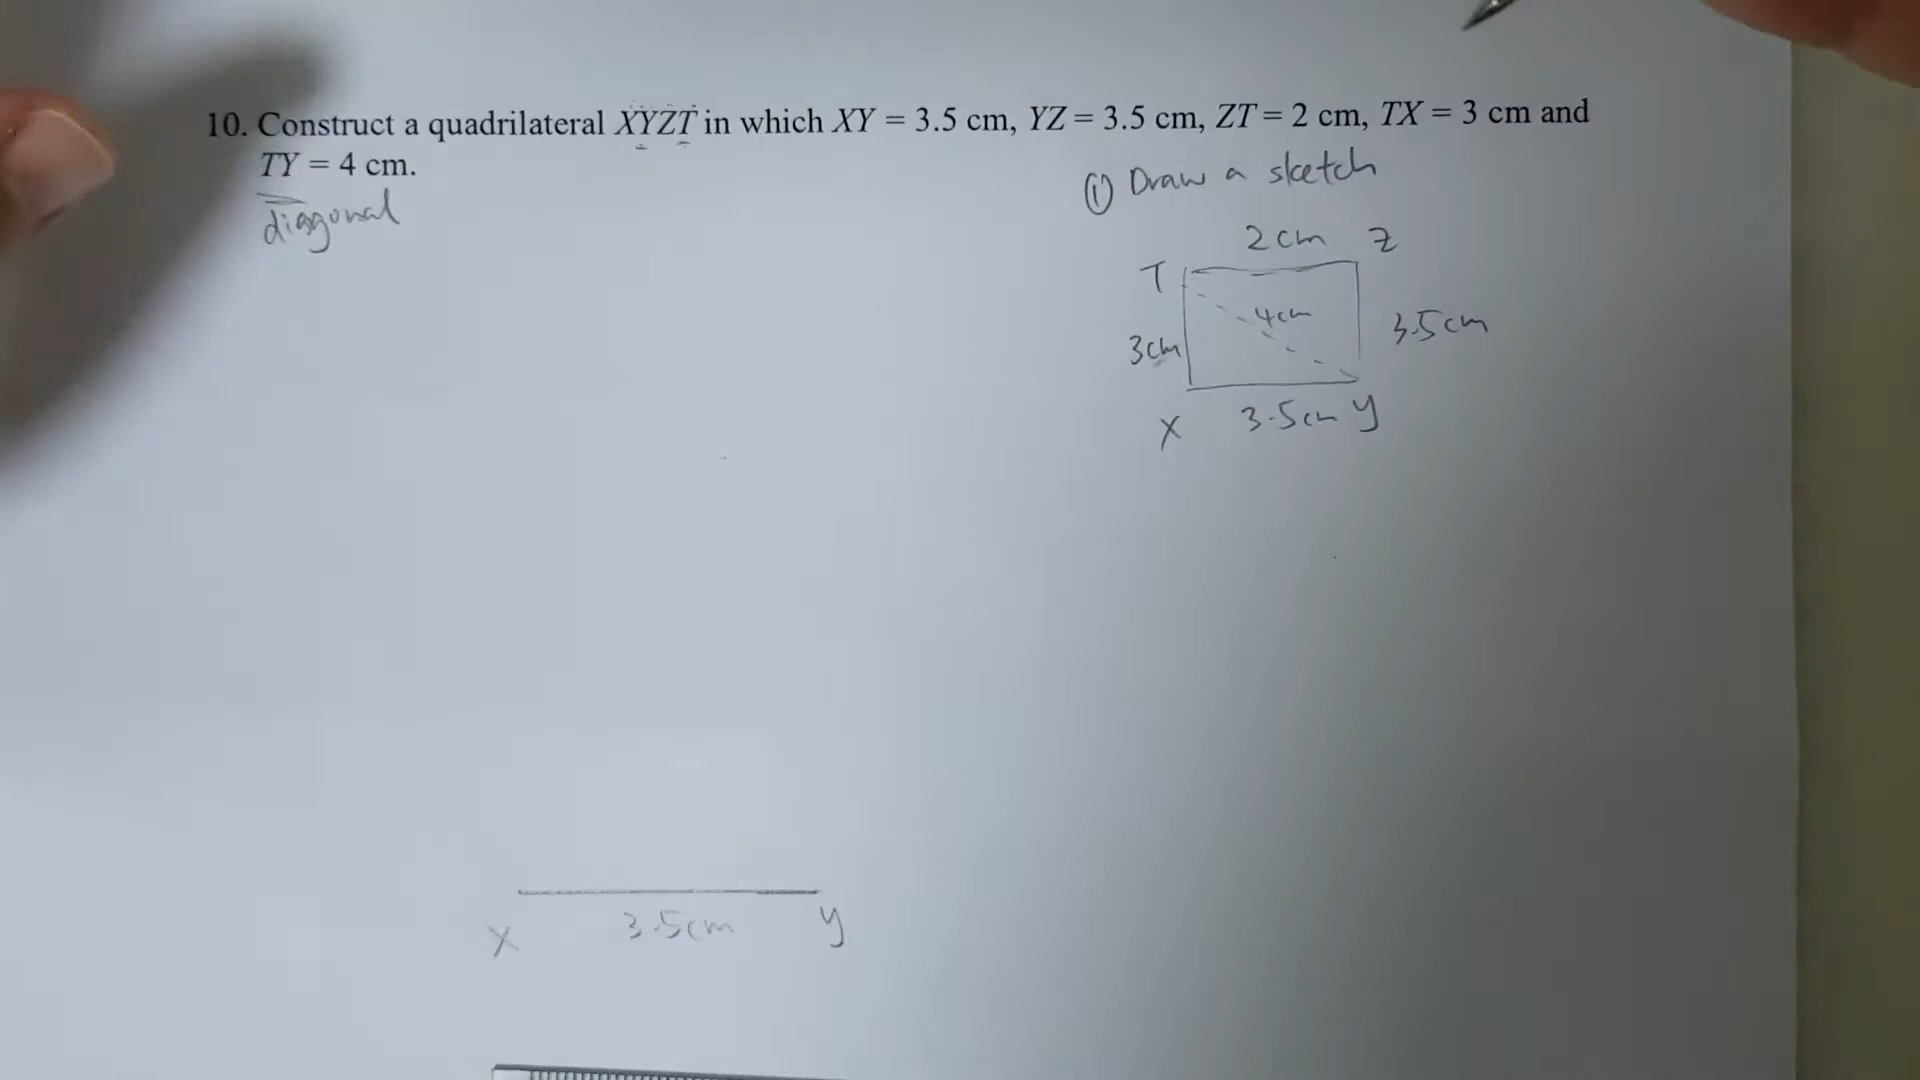 10. Construct a quadrilateral XYZT in which XY = 3.5 cm, YZ = 3.5 cm, ZT = 2 cm, TX = 3 cm and
TY = 4 cm.
diagonal
① Draw a sketch
2 cm Z
T
4cm
3cm
3.5cm
X 3.5cm Y
X 3.5cm Y